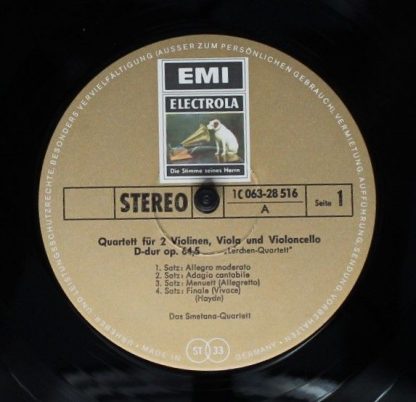 (AUSSER ZUM PERSÖNLICHEN GEBRAUCH), VERMIETUNG, AUFFÜHRUNG, SENDUNG VORBEHALTEN
URHEBER- UND LEISTUNGSSCHUTZRECHTE, BESONDERS VERVIELFÄLTIGUNG
EMI
ELECTROLA
Die Stimme seines Herrn
STEREO
1C 063-28 516
A
Seite 1
Quartett für 2 Violinen, Viola und Violoncello
D-dur op. 64,5 „Lerchen-Quartett"
1. Satz: Allegro moderato
2. Satz: Adagio cantabile
3. Satz: Menuett (Allegretto)
4. Satz: Finale (Vivace)
(Haydn)
Das Smetana-Quartett
MADE IN
ST 33
GERMANY